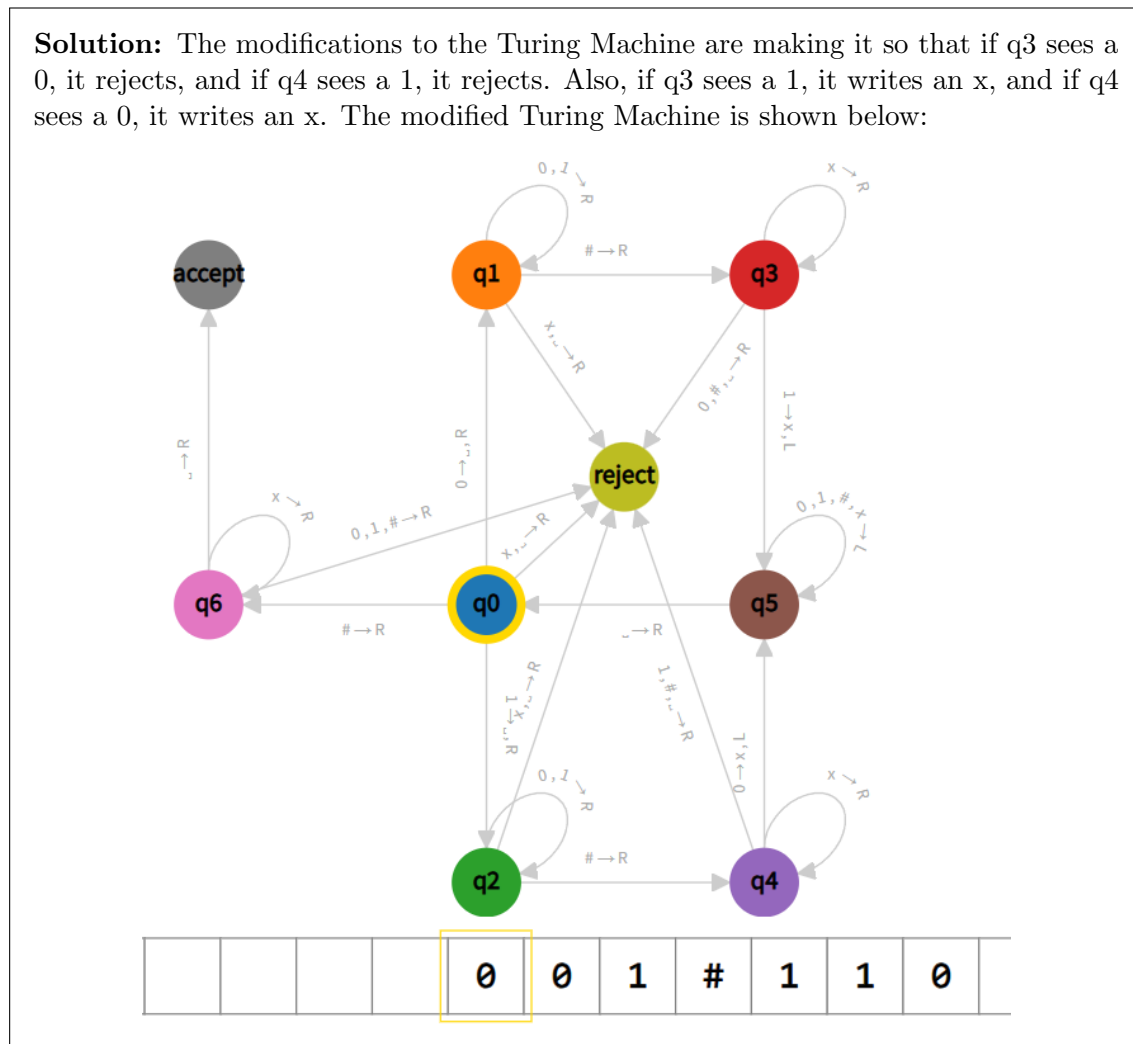 Solution: The modifications to the Turing Machine are making it so that if q3 sees a
0, it rejects, and if q4 sees a 1, it rejects. Also, if q3 sees a 1, it writes an x, and if q4
sees a 0, it writes an x. The modified Turing Machine is shown below:
0,1→R
x→R
accept
q1
#→R
q3
x,␣→R
0,#,␣→R
1→x,L
␣→R
0→␣,R
reject
x→R
0,1,#→R
x,␣→R
0,1,#,x→L
q6
#→R
q0
␣→R
q5
1→␣,R
x,␣→R
1,#,␣→R
0→x,L
0,1→R
x→R
q2
#→R
q4
0 0 1 # 1 1 0